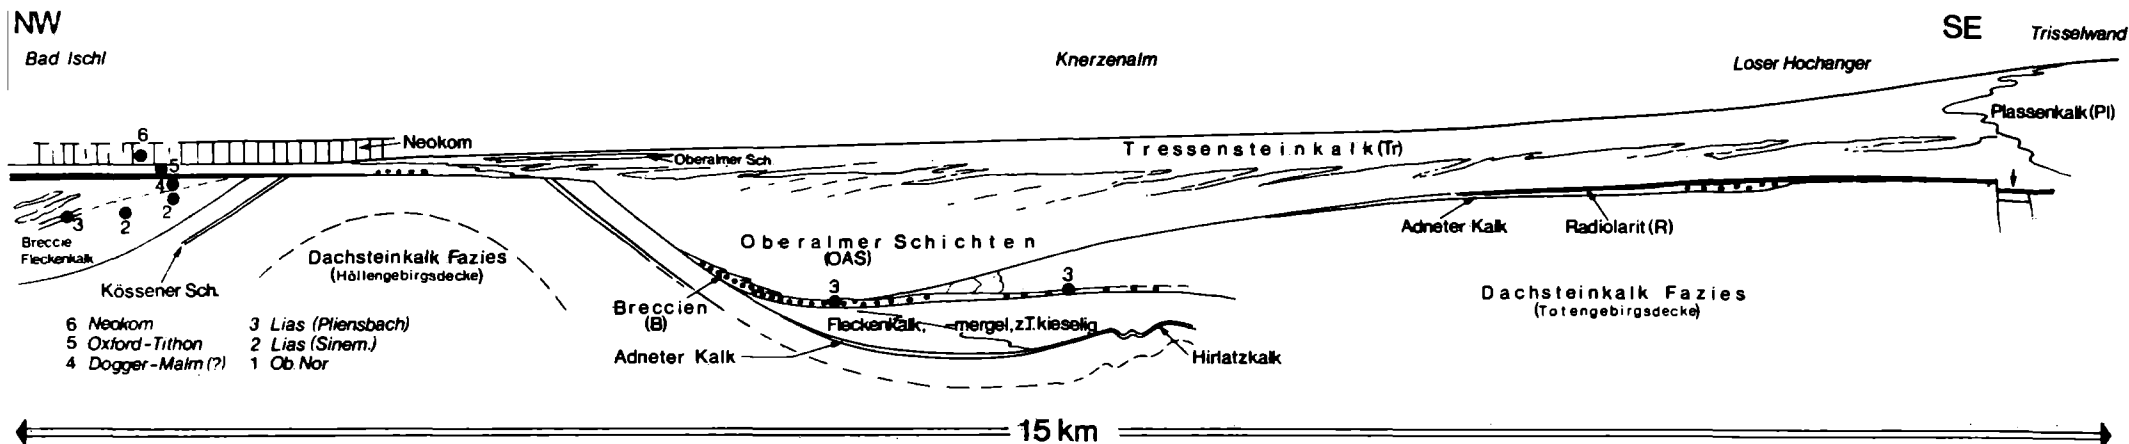 NW
SE
Trisselwand
Bad Ischl
Knerzenalm
Loser Hochanger
Plassenkalk (Pl)
6
Neokom
Tressensteinkalk (Tr)
Oberalmer Sch.
5
4
2
3
2
Breccie
Fleckenkalk
Adneter Kalk
Radiolarit (R)
Oberalmer Schichten
(OAS)
Dachsteinkalk Fazies
(Höllengebirgsdecke)
Kössener Sch.
3
3
Dachsteinkalk Fazies
(Totengebirgsdecke)
Breccien
(B)
Fleckenkalk, -mergel, z.T. kieselig
Adneter Kalk
Hirlatzkalk
6 Neokom
5 Oxford-Tithon
4 Dogger-Malm (?)
3 Lias (Pliensbach)
2 Lias (Sinem.)
1 Ob. Nor
15 km